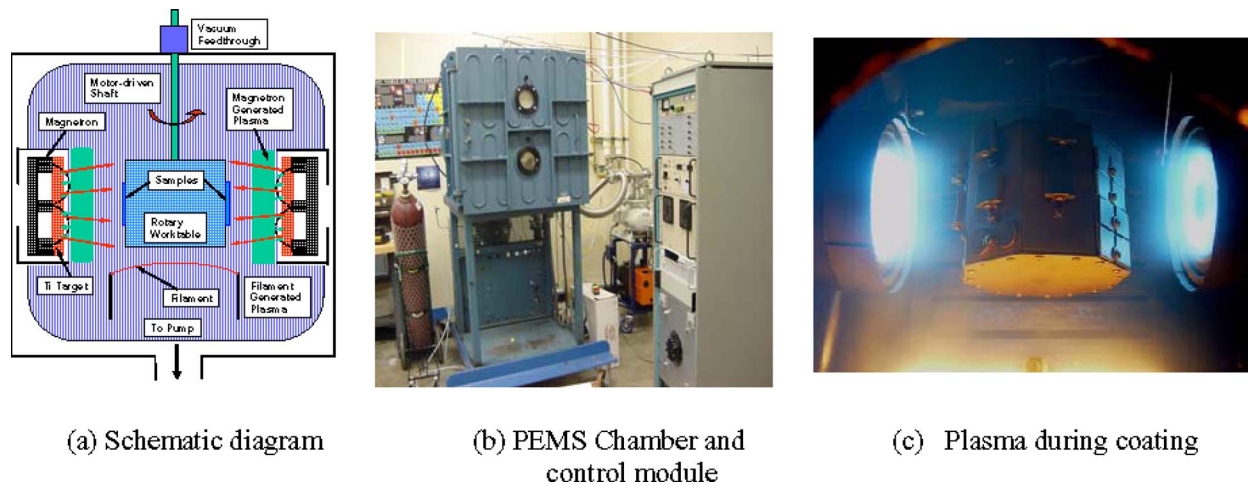 Vacuum
Feedthrough
Motor-driven
Shaft
Magnetron
Generated
Plasma
Magnetron
Samples
Rotary
Worktable
Ti Target
Filament
Filament
Generated
Plasma
To Pump
(a) Schematic diagram
(b) PEMS Chamber and
control module
(c) Plasma during coating